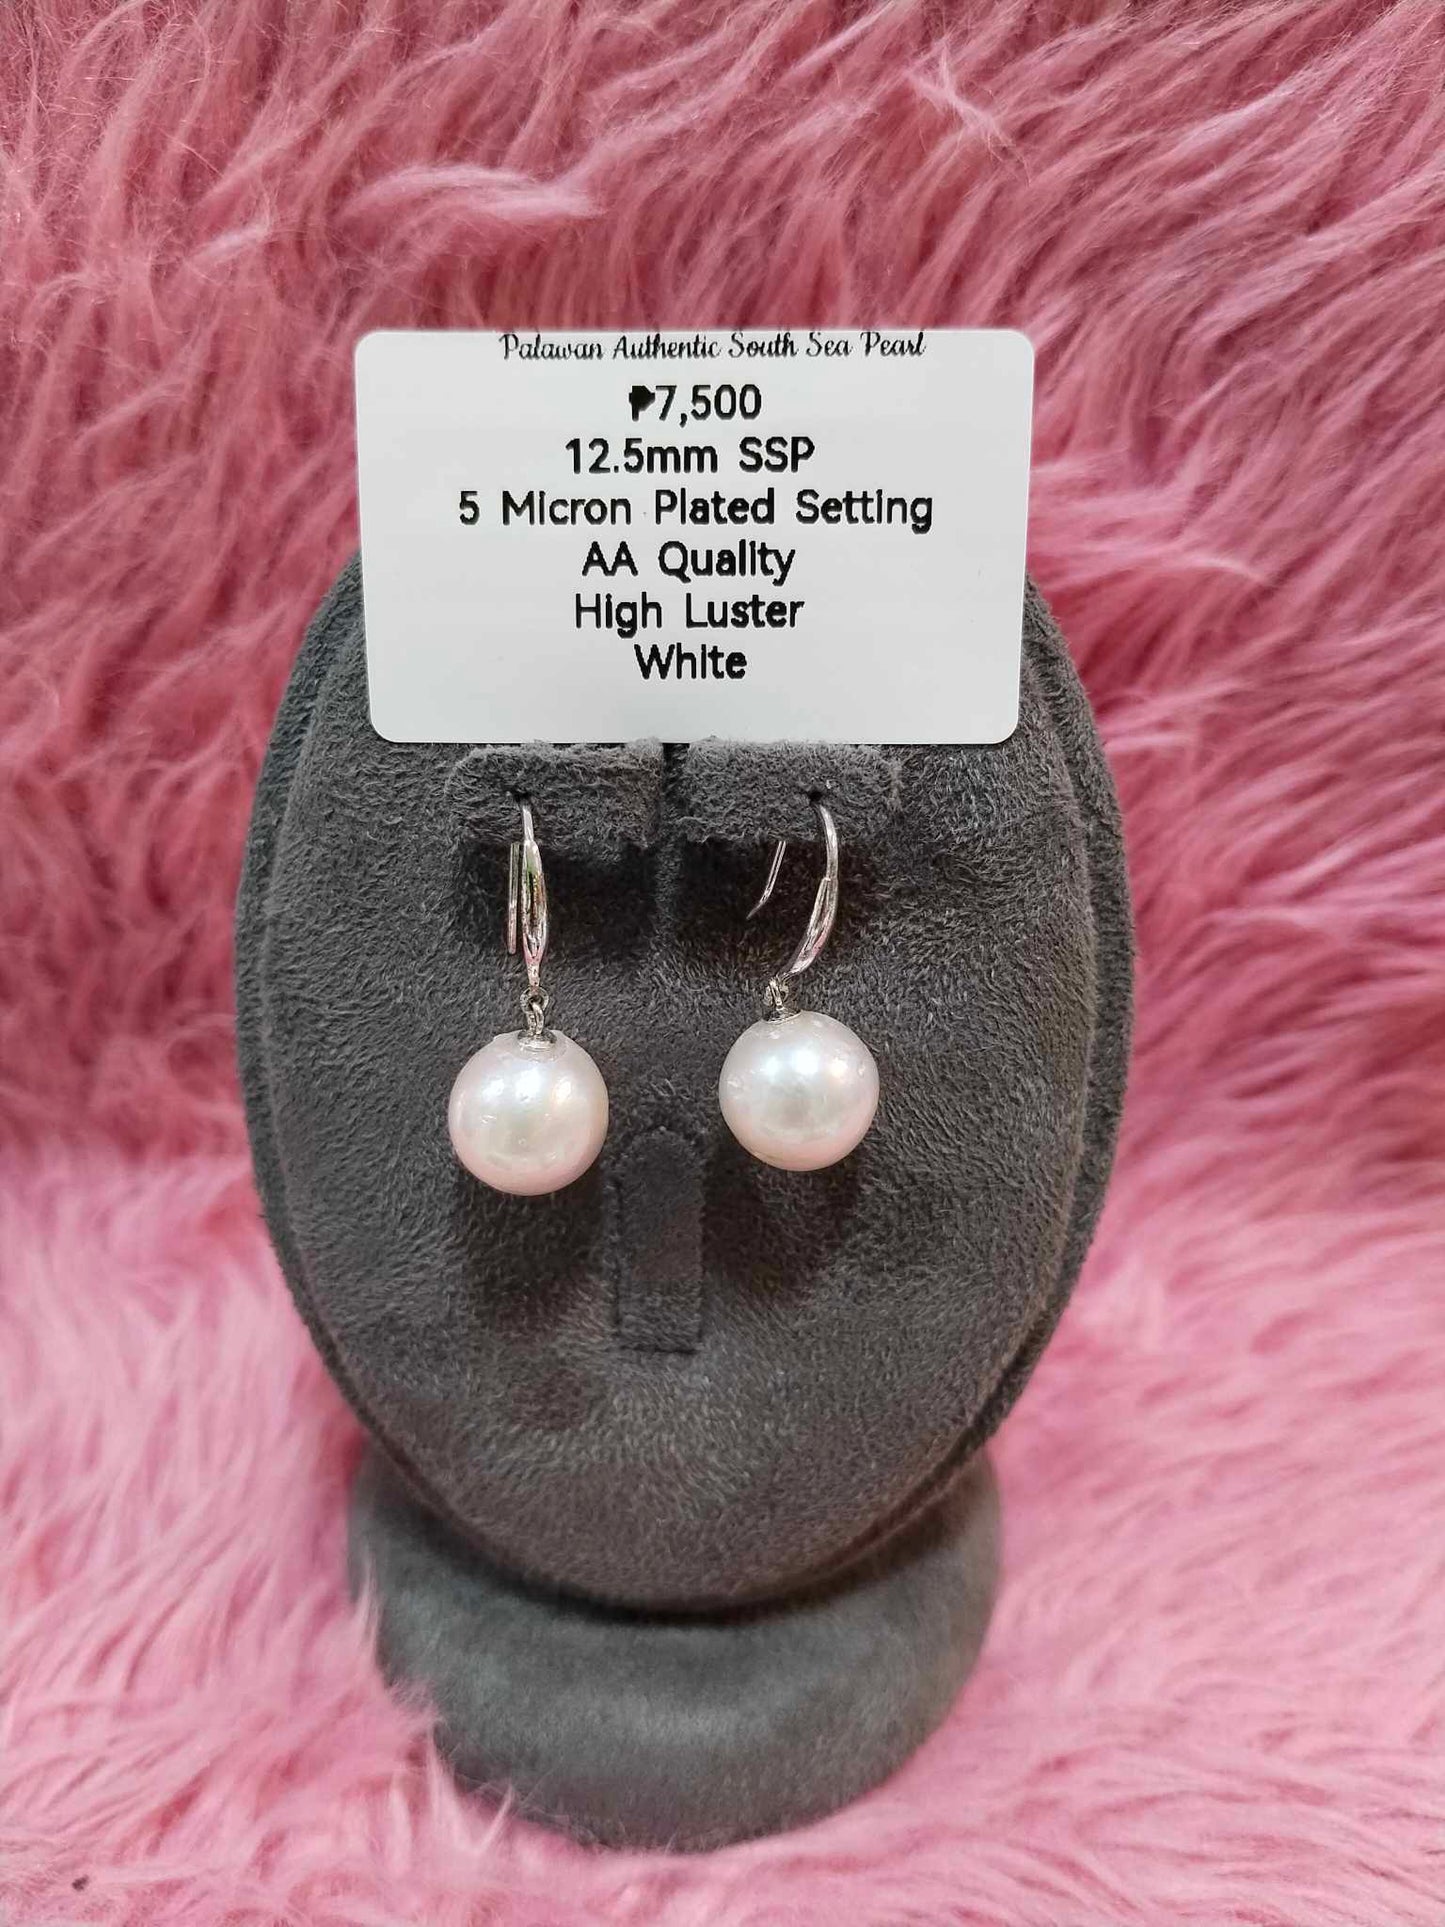 Palawan Authentic South Sea Pearl
₱7,500
12.5mm SSP
5 Micron Plated Setting
AA Quality
High Luster
White